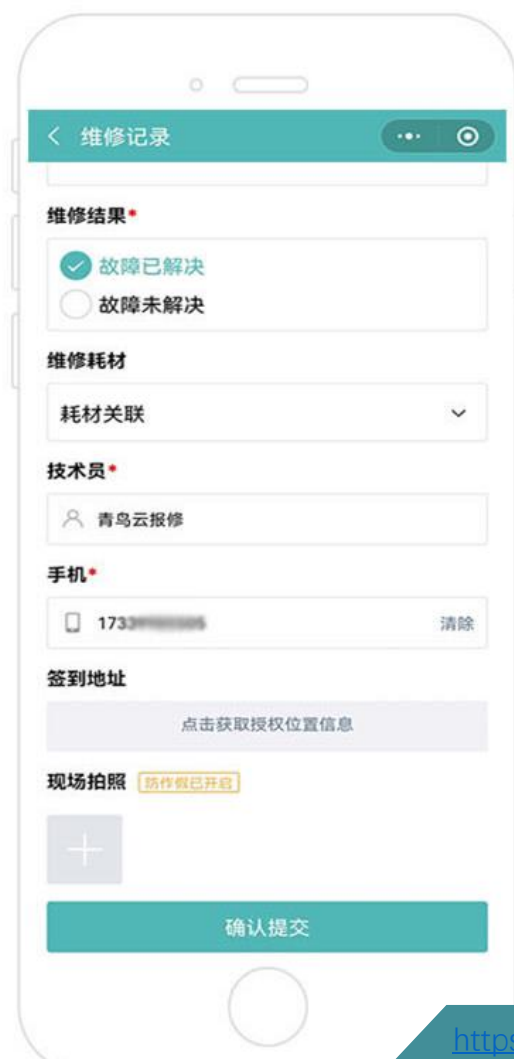 维修记录
维修结果*
故障已解决
故障未解决
维修耗材
耗材关联
技术员*
青鸟云报修
手机*
1733
清除
签到地址
点击获取授权位置信息
现场拍照 防作假已开启
确认提交
https